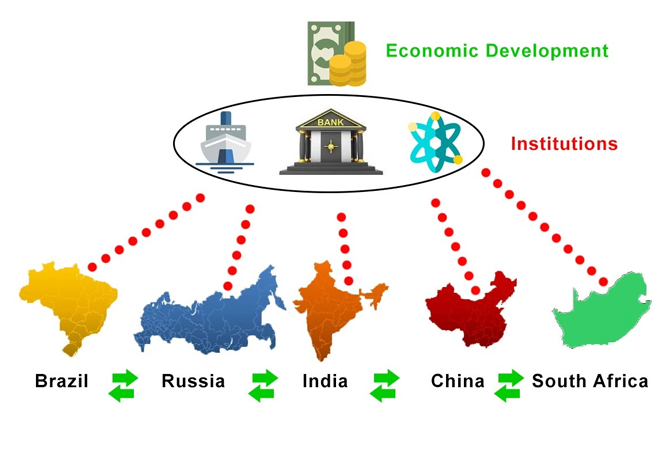 Economic Development
BANK
Institutions
Brazil
Russia
India
China
South Africa